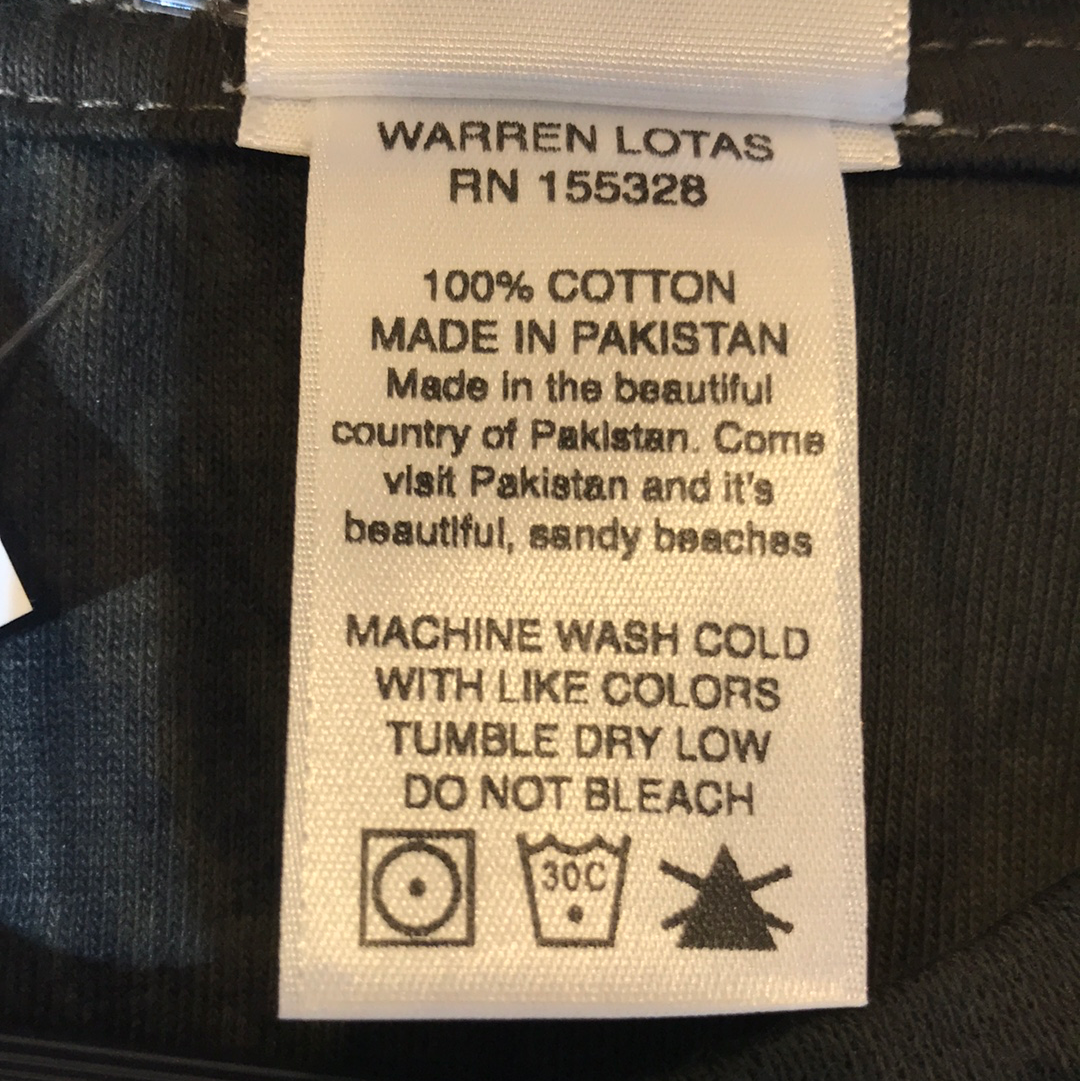 WARREN LOTAS
RN 155328
100% COTTON
MADE IN PAKISTAN
Made in the beautiful
country of Pakistan. Come
visit Pakistan and it's
beautiful, sandy beaches
MACHINE WASH COLD
WITH LIKE COLORS
TUMBLE DRY LOW
DO NOT BLEACH
30C